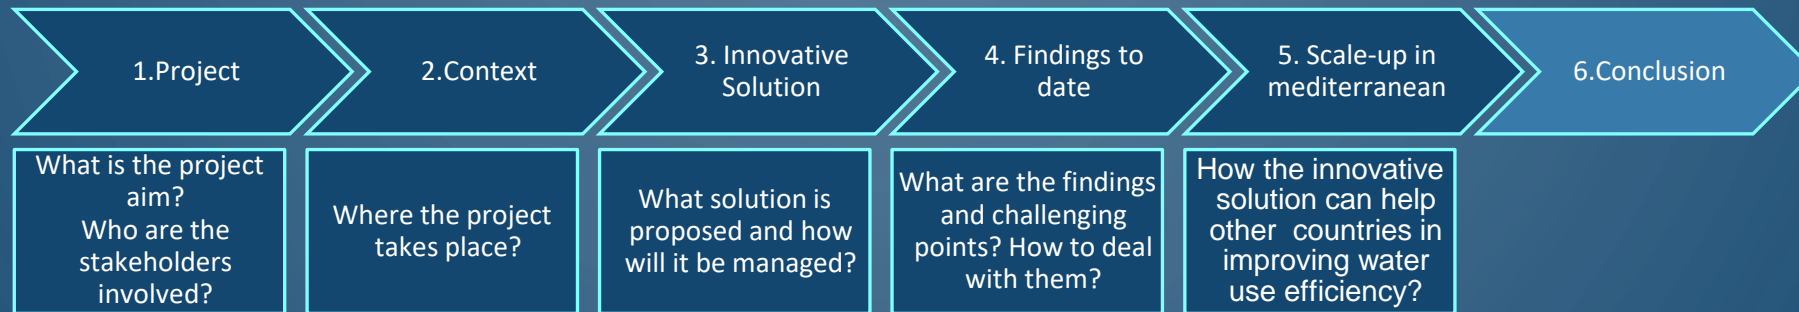 1.Project
2.Context
3. Innovative
Solution
4. Findings to
date
5. Scale-up in
mediterranean
6.Conclusion
What is the project
aim?
Who are the
stakeholders
involved?
Where the project
takes place?
What solution is
proposed and how
will it be managed?
What are the findings
and challenging
points? How to deal
with them?
How the innovative
solution can help
other countries in
improving water
use efficiency?